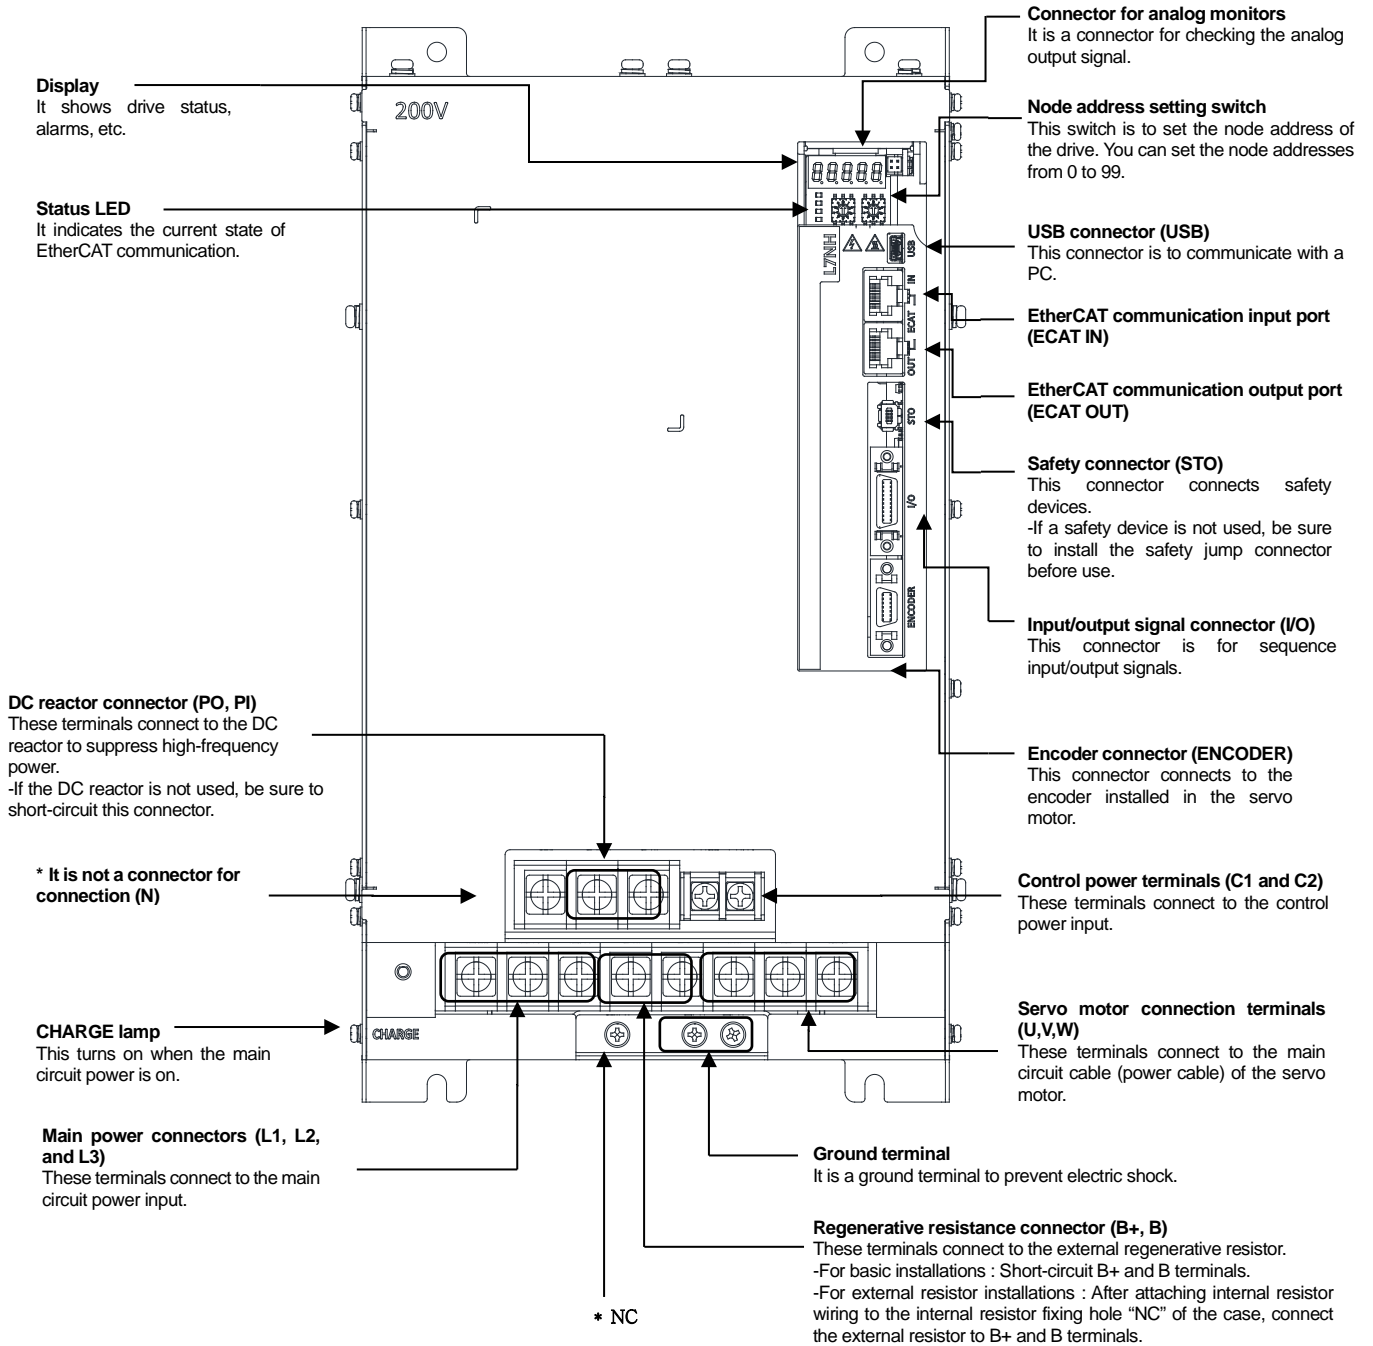 Connector for analog monitors
It is a connector for checking the analog
output signal.
Display
It shows drive status,
alarms, etc.
200V
Node address setting switch
This switch is to set the node address of
the drive. You can set the node addresses
from 0 to 99.
88888
Status LED
It indicates the current state of
EtherCAT communication.
L7NH
USB
USB connector (USB)
This connector is to communicate with a
PC.
IN
ECAT
OUT
EtherCAT communication input port
(ECAT IN)
EtherCAT communication output port
(ECAT OUT)
STO
Safety connector (STO)
This connector connects safety
devices.
-If a safety device is not used, be sure
to install the safety jump connector
before use.
I/O
ENCODER
Input/output signal connector (I/O)
This connector is for sequence
input/output signals.
DC reactor connector (PO, PI)
These terminals connect to the DC
reactor to suppress high-frequency
power.
-If the DC reactor is not used, be sure to
short-circuit this connector.
Encoder connector (ENCODER)
This connector connects to the
encoder installed in the servo
motor.
* It is not a connector for
connection (N)
Control power terminals (C1 and C2)
These terminals connect to the control
power input.
CHARGE lamp
This turns on when the main
circuit power is on.
CHARGE
Servo motor connection terminals
(U,V,W)
These terminals connect to the main
circuit cable (power cable) of the servo
motor.
Main power connectors (L1, L2,
and L3)
These terminals connect to the main
circuit power input.
Ground terminal
It is a ground terminal to prevent electric shock.
Regenerative resistance connector (B+, B)
These terminals connect to the external regenerative resistor.
-For basic installations : Short-circuit B+ and B terminals.
-For external resistor installations : After attaching internal resistor
wiring to the internal resistor fixing hole “NC” of the case, connect
the external resistor to B+ and B terminals.
* NC